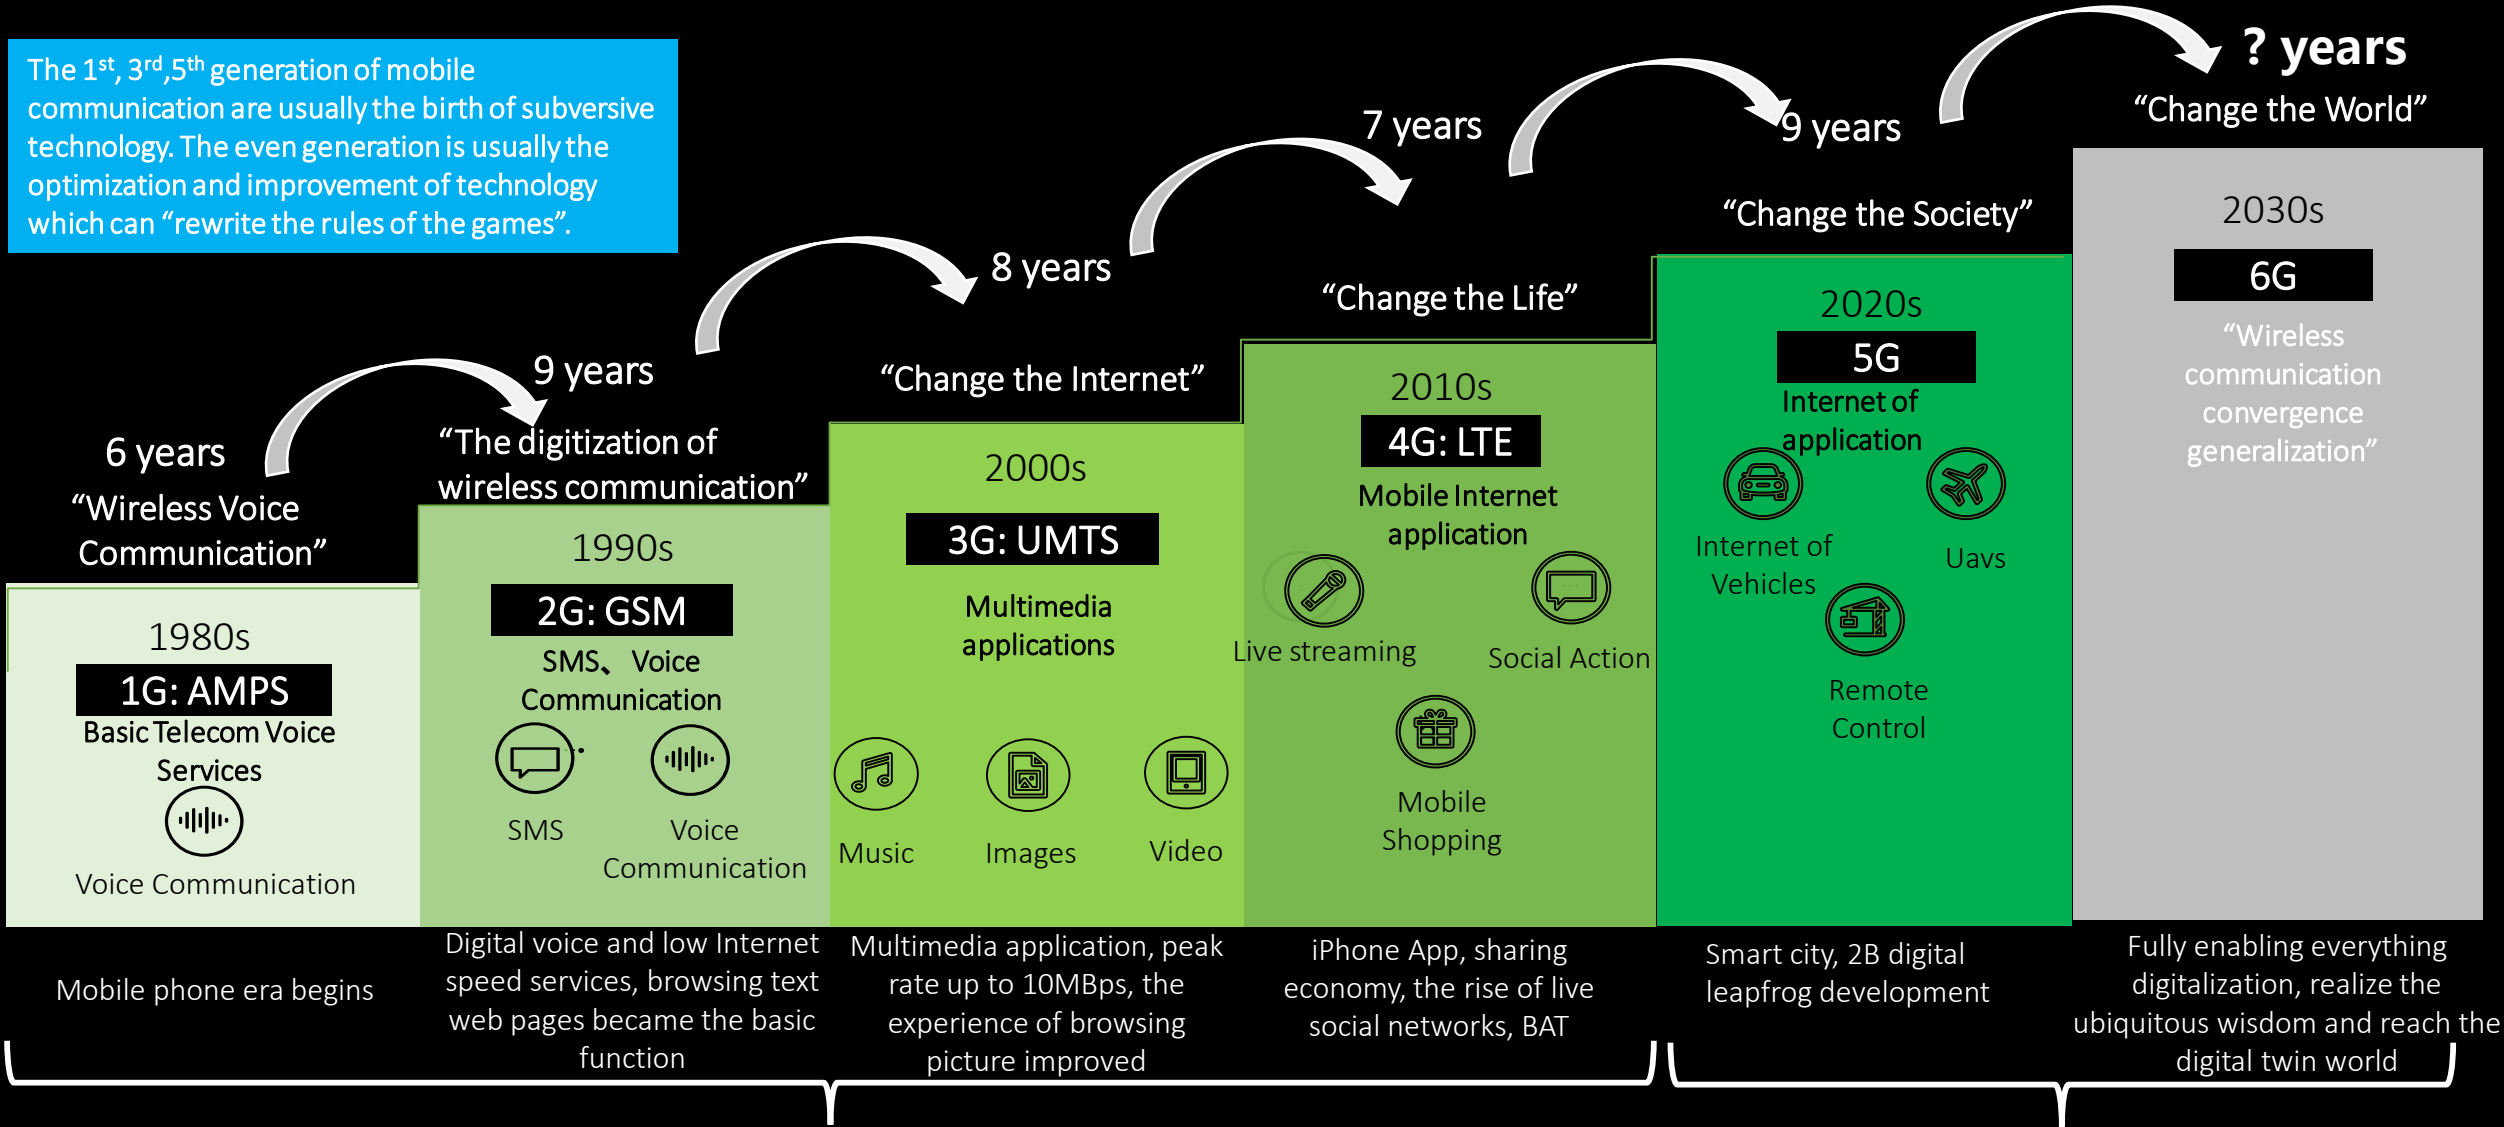 The 1st, 3rd,5th generation of mobile
communication are usually the birth of subversive
technology. The even generation is usually the
optimization and improvement of technology
which can “rewrite the rules of the games”.
6 years
“Wireless Voice
Communication”
1980s
1G: AMPS
Basic Telecom Voice
Services
Voice Communication
Mobile phone era begins
9 years
“The digitization of
wireless communication”
1990s
2G: GSM
SMS、Voice
Communication
SMS
Voice
Communication
Digital voice and low Internet
speed services, browsing text
web pages became the basic
function
8 years
“Change the Internet”
2000s
3G: UMTS
Multimedia
applications
Music
Images
Video
Multimedia application, peak
rate up to 10MBps, the
experience of browsing
picture improved
7 years
“Change the Life”
2010s
4G: LTE
Mobile Internet
application
Live streaming
Social Action
Mobile
Shopping
iPhone App, sharing
economy, the rise of live
social networks, BAT
9 years
“Change the Society”
2020s
5G
Internet of
application
Internet of
Vehicles
Uavs
Remote
Control
Smart city, 2B digital
leapfrog development
? years
“Change the World”
2030s
6G
“Wireless
communication
convergence
generalization”
Fully enabling everything
digitalization, realize the
ubiquitous wisdom and reach the
digital twin world